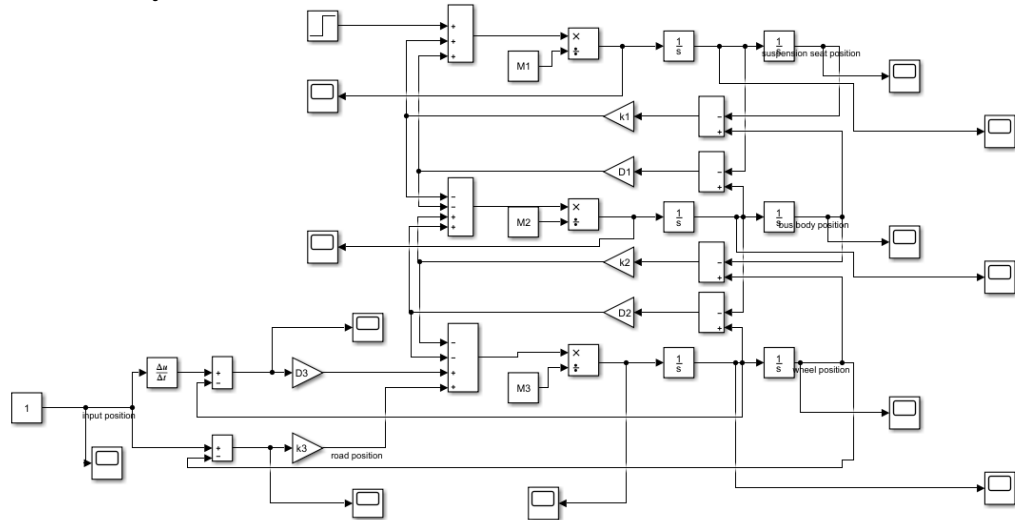 +
+
+
×
÷
M1
1
s
1
s
suspension seat position
k1
−
+
D1
−
+
−
−
+
+
×
÷
M2
1
s
1
s
bus body position
k2
−
+
D2
−
+
−
−
+
+
×
÷
M3
1
s
1
s
wheel position
Δu
Δt
+
−
D3
1
input position
+
−
k3
road position